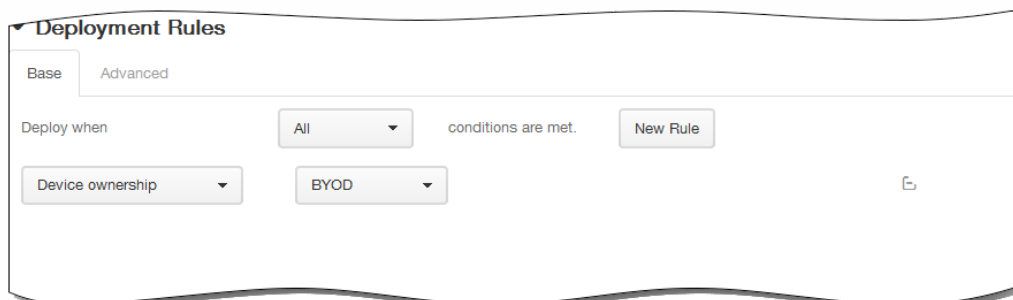 Deployment Rules
Base Advanced
Deploy when All conditions are met. New Rule
Device ownership BYOD